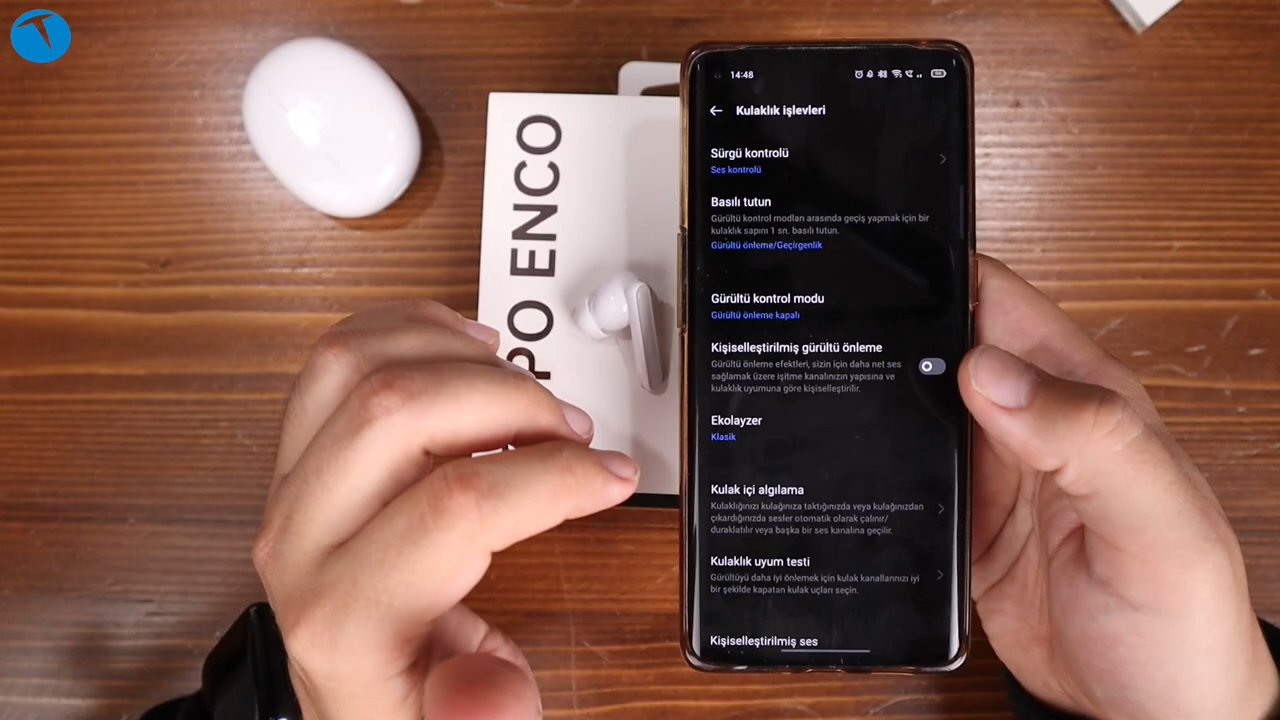 PO ENCO
14:48
Kulaklık işlevleri
Sürgü kontrolü
Ses kontrolü
Basılı tutun
Gürültü kontrol modları arasında geçiş yapmak için bir
kulaklık sapını 1 sn. basılı tutun.
Gürültü önleme/Geçirgenlik
Gürültü kontrol modu
Gürültü önleme kapalı
Kişiselleştirilmiş gürültü önleme
Gürültü önleme efektleri, sizin için daha net ses
sağlamak üzere işitme kanalınızın yapısına ve
kulaklık uyumuna göre kişiselleştirilir.
Ekolayzer
Klasik
Kulak içi algılama
Kulaklığınızı kulağınıza taktığınızda veya kulağınızdan
çıkardığınızda sesler otomatik olarak çalınır/
duraklatılır veya başka bir ses kanalına geçilir.
Kulaklık uyum testi
Gürültüyü daha iyi önlemek için kulak kanallarınızı iyi
bir şekilde kapatan kulak uçları seçin.
Kişiselleştirilmiş ses